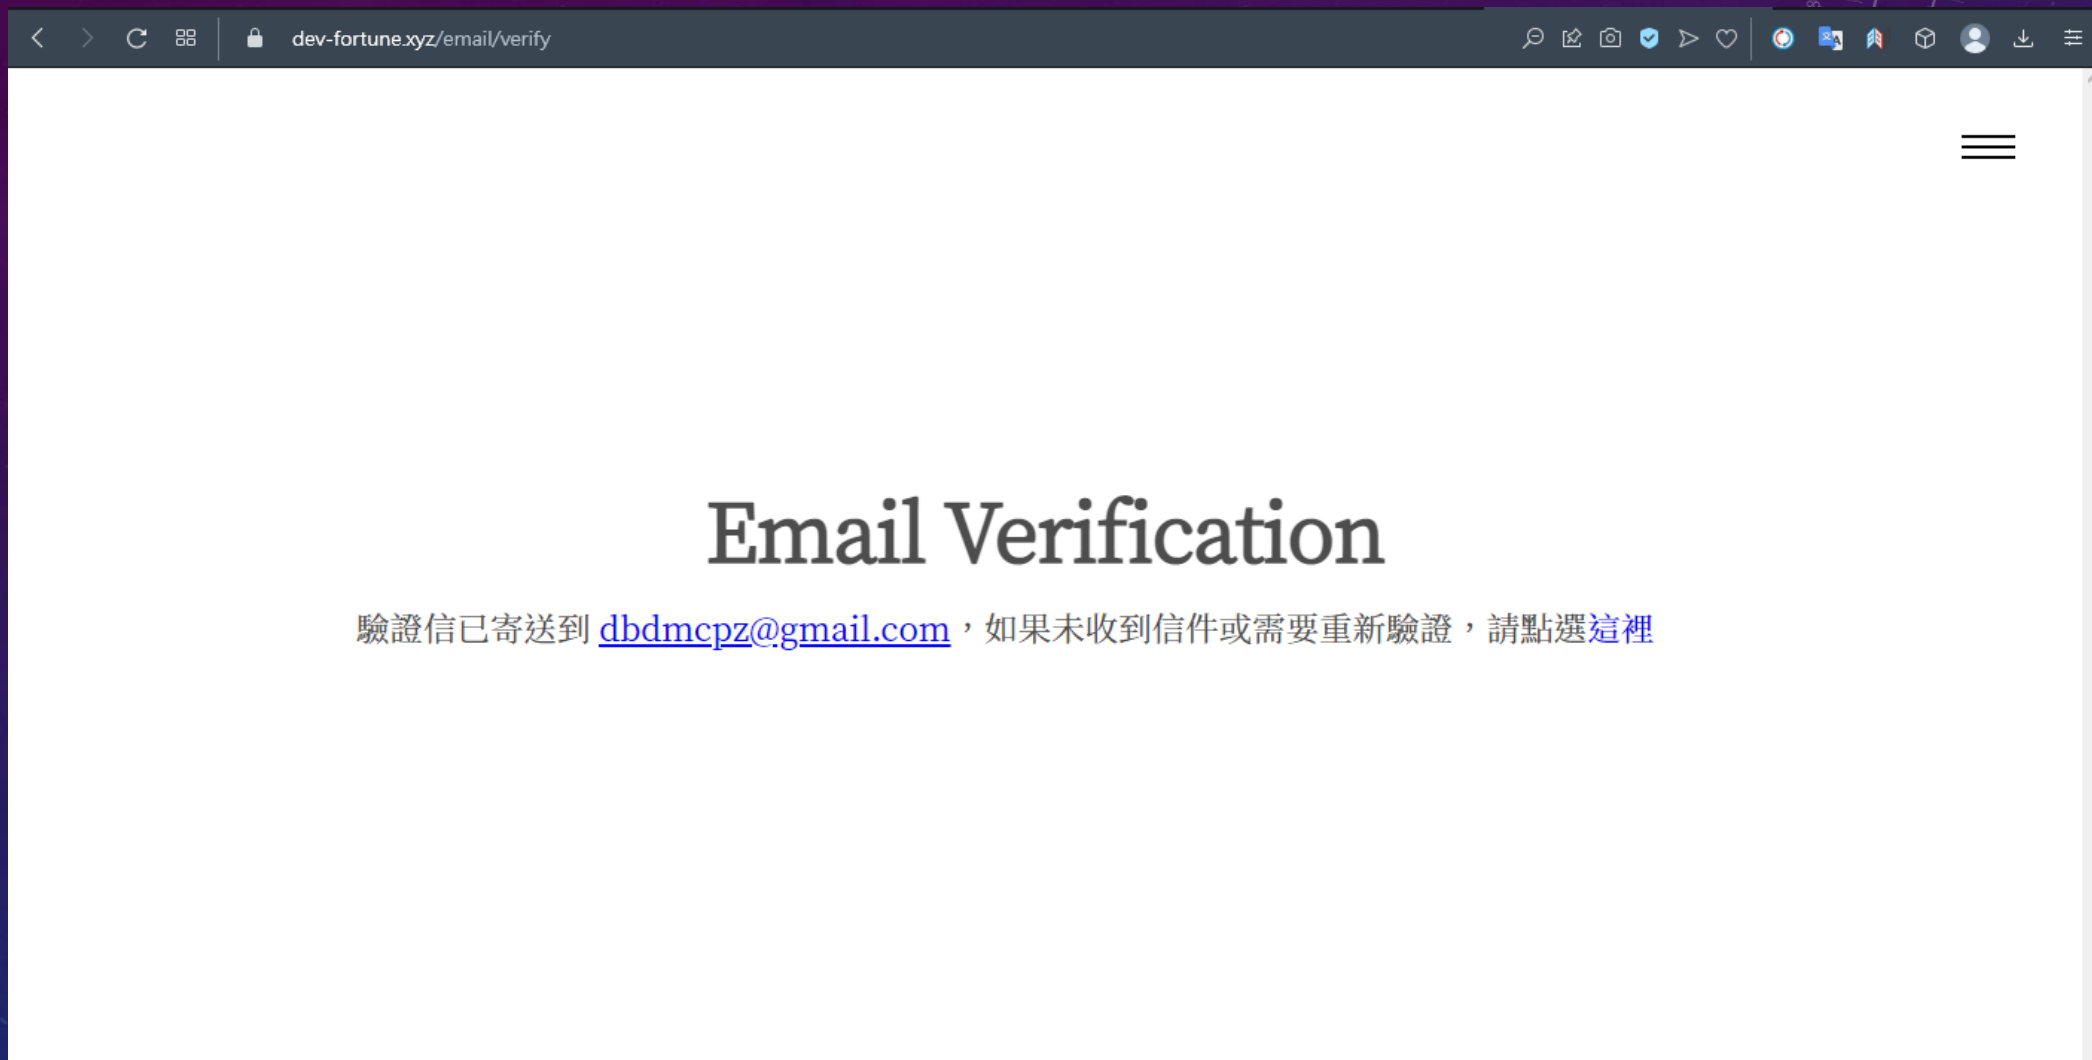 dev-fortune.xyz/email/verify
Email Verification
驗證信已寄送到 dbdmcpz@gmail.com，如果未收到信件或需要重新驗證，請點選這裡